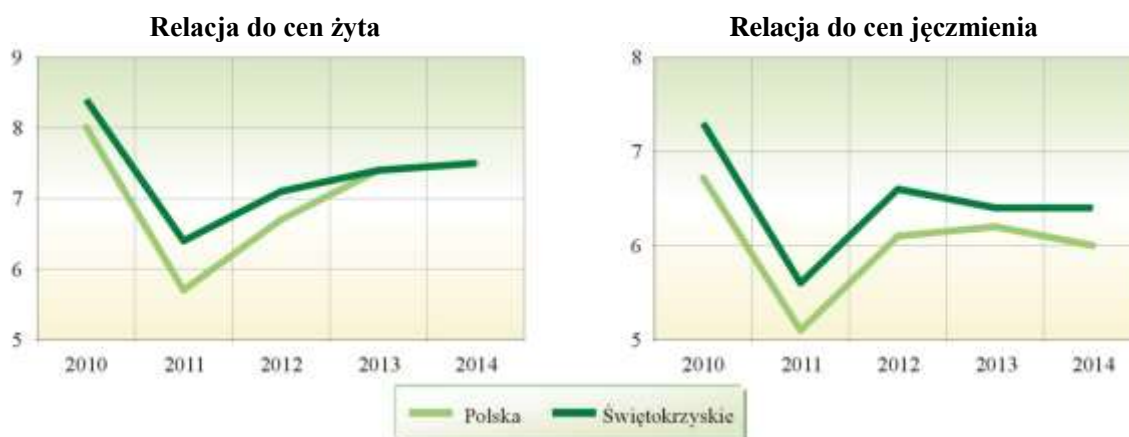 Relacja do cen żyta
9
8
7
6
5
2010 2011 2012 2013 2014
Relacja do cen jęczmienia
8
7
6
5
2010 2011 2012 2013 2014
Polska Świętokrzyskie